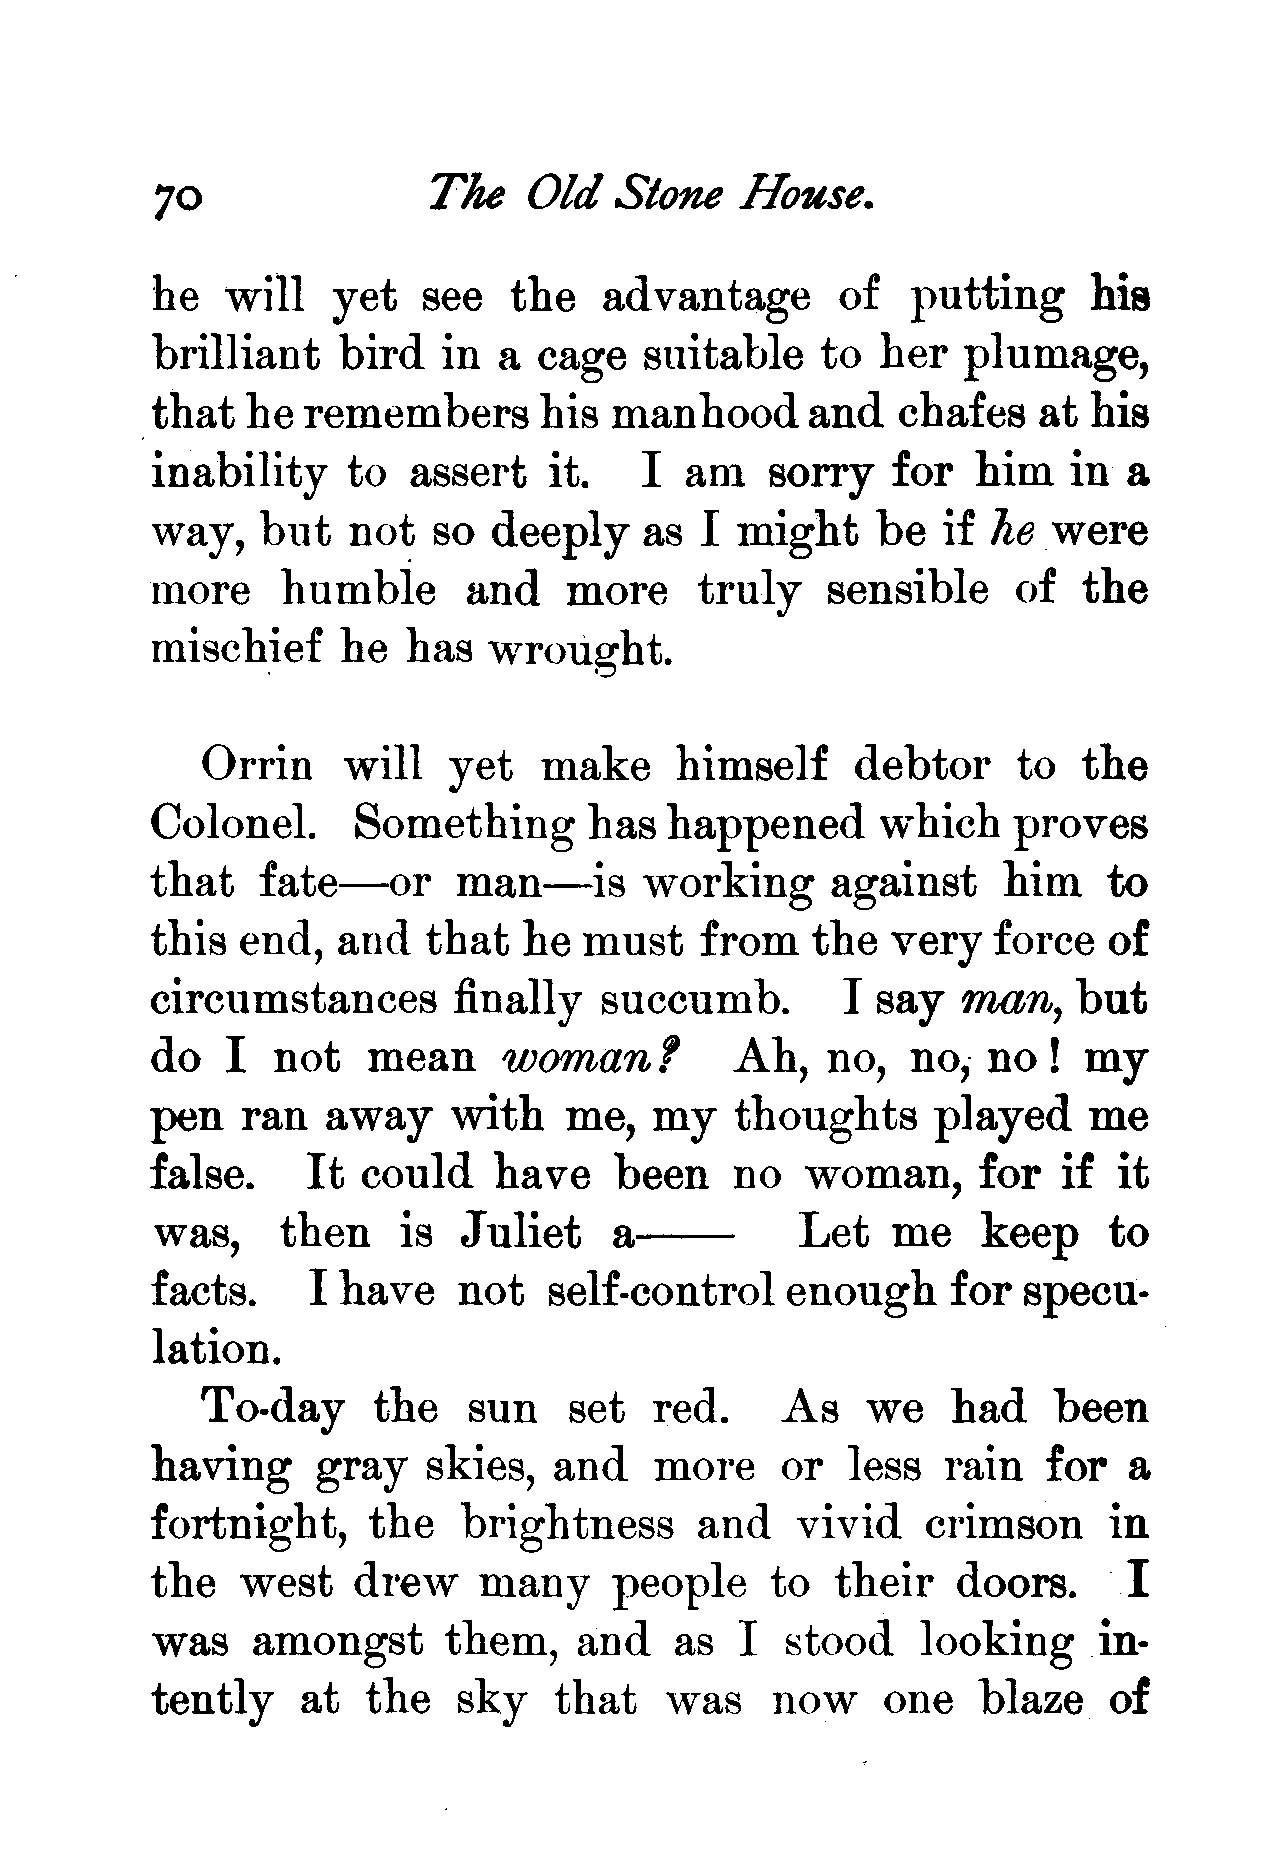 70 The Old Stone House.
he will yet see the advantage of putting his
brilliant bird in a cage suitable to her plumage,
that he remembers his manhood and chafes at his
inability to assert it. I am sorry for him in a
way, but not so deeply as I might be if he were
more humble and more truly sensible of the
mischief he has wrought.
Orrin will yet make himself debtor to the
Colonel. Something has happened which proves
that fate—or man—is working against him to
this end, and that he must from the very force of
circumstances finally succumb. I say man, but
do I not mean woman? Ah, no, no, no! my
pen ran away with me, my thoughts played me
false. It could have been no woman, for if it
was, then is Juliet a—— Let me keep to
facts. I have not self-control enough for specu-
lation.
To-day the sun set red. As we had been
having gray skies, and more or less rain for a
fortnight, the brightness and vivid crimson in
the west drew many people to their doors. I
was amongst them, and as I stood looking in-
tently at the sky that was now one blaze of